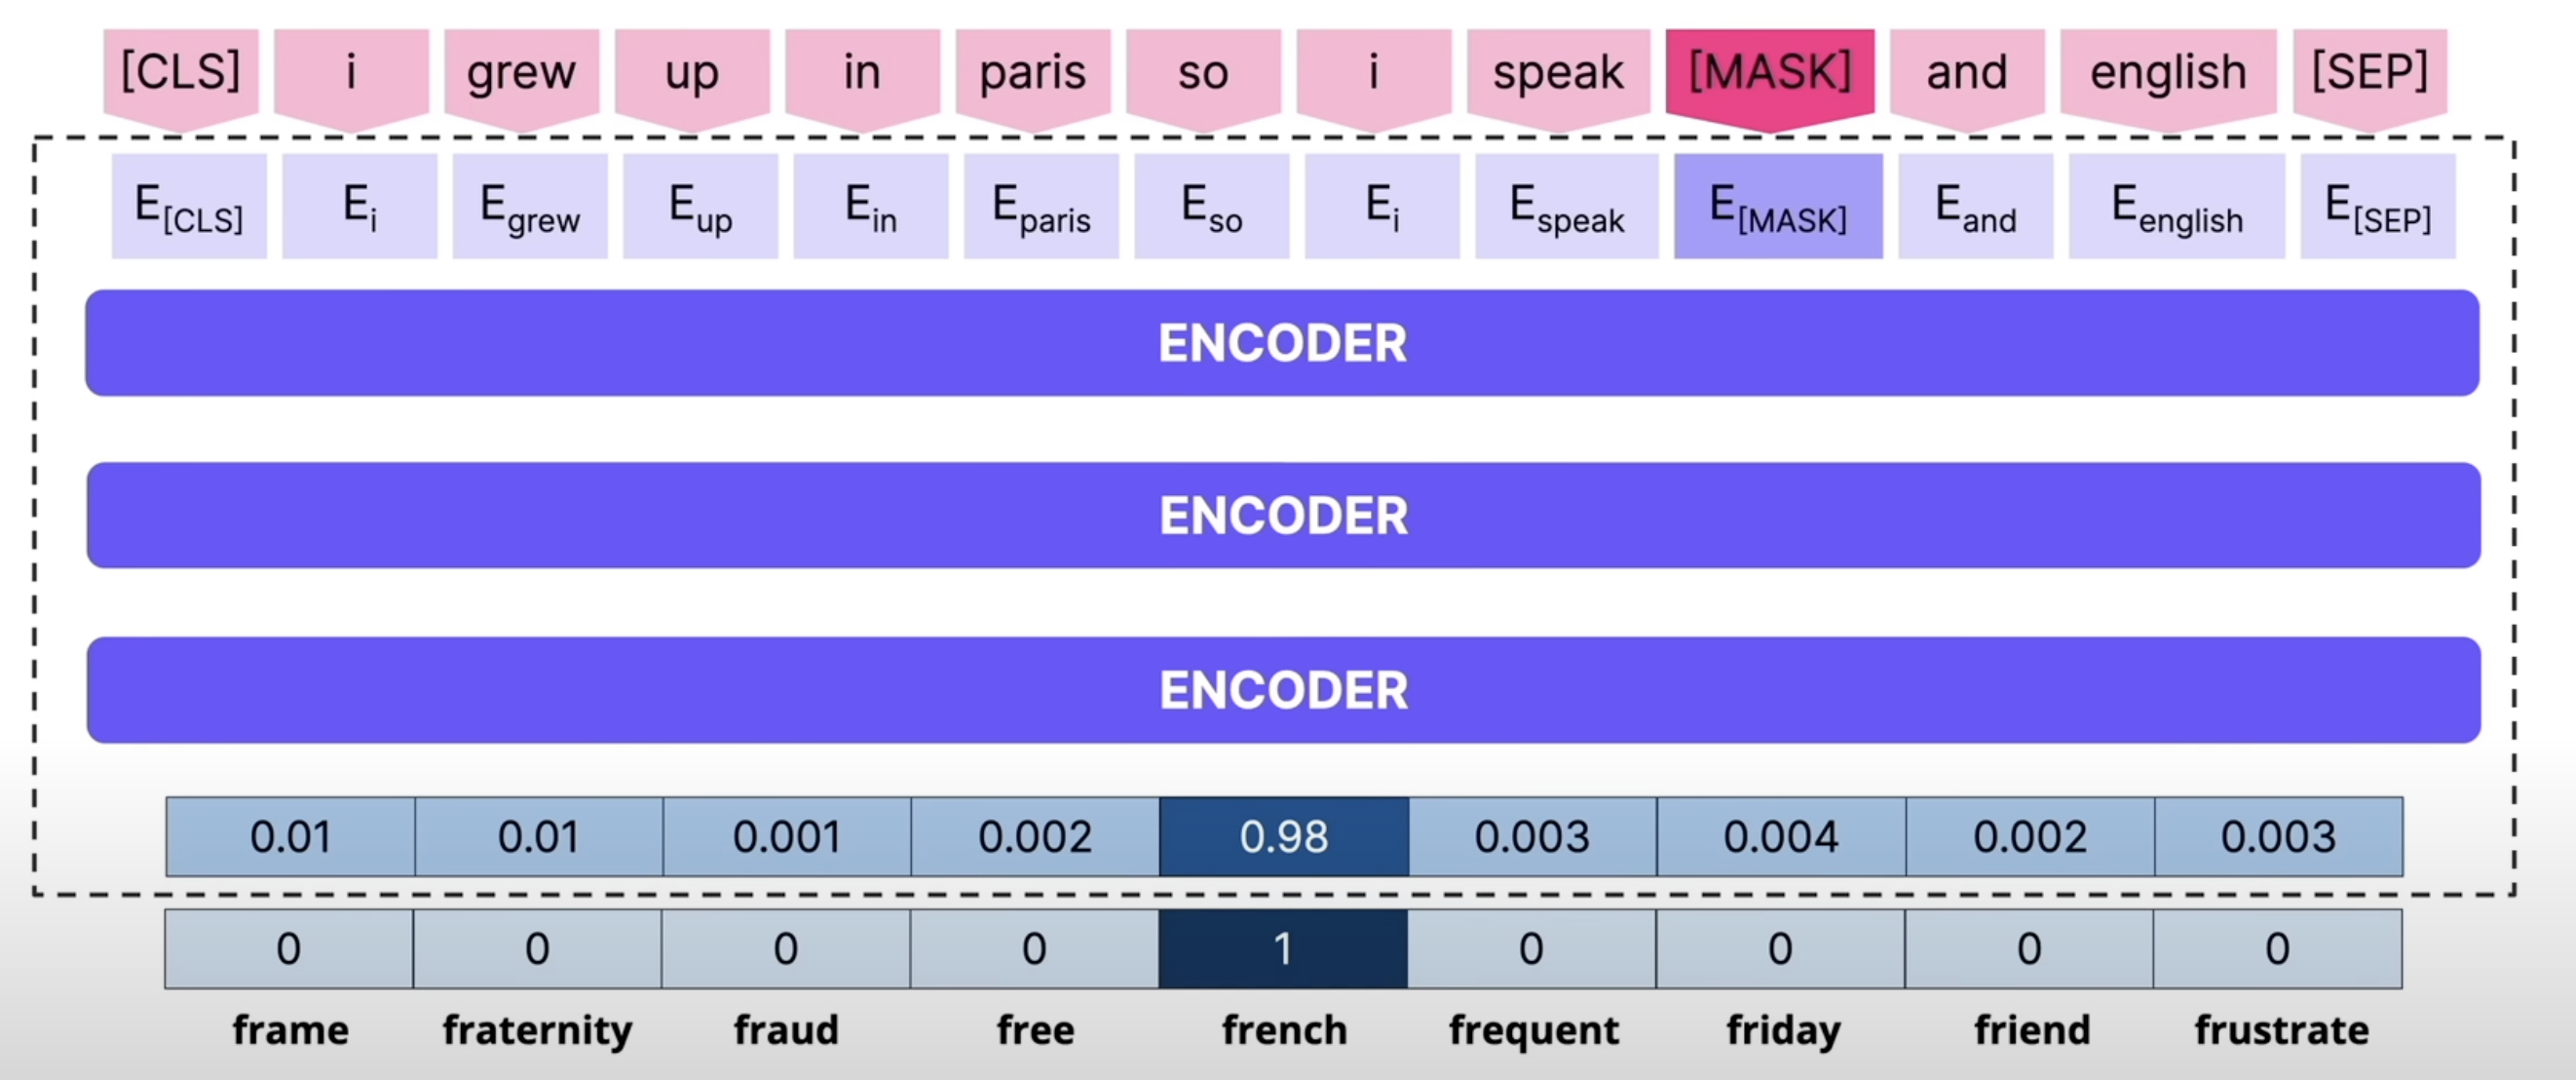 [CLS] i grew up in paris so i speak [MASK] and english [SEP]
E[CLS] Ei Egrew Eup Ein Eparis Eso Ei Espeak E[MASK] Eand Eenglish E[SEP]
ENCODER
ENCODER
ENCODER
0.01 0.01 0.001 0.002 0.98 0.003 0.004 0.002 0.003
0 0 0 0 1 0 0 0 0
frame fraternity fraud free french frequent friday friend frustrate